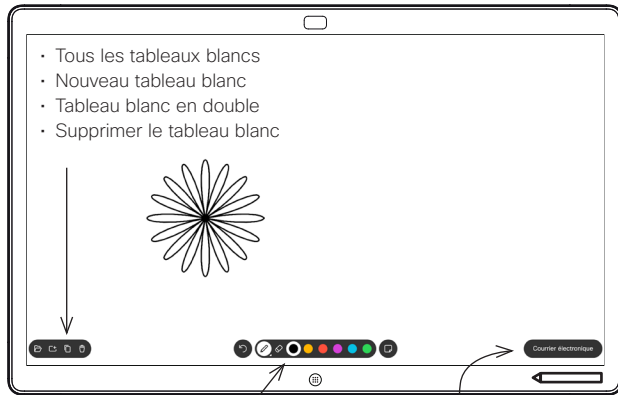 • Tous les tableaux blancs
• Nouveau tableau blanc
• Tableau blanc en double
• Supprimer le tableau blanc
Courrier électronique